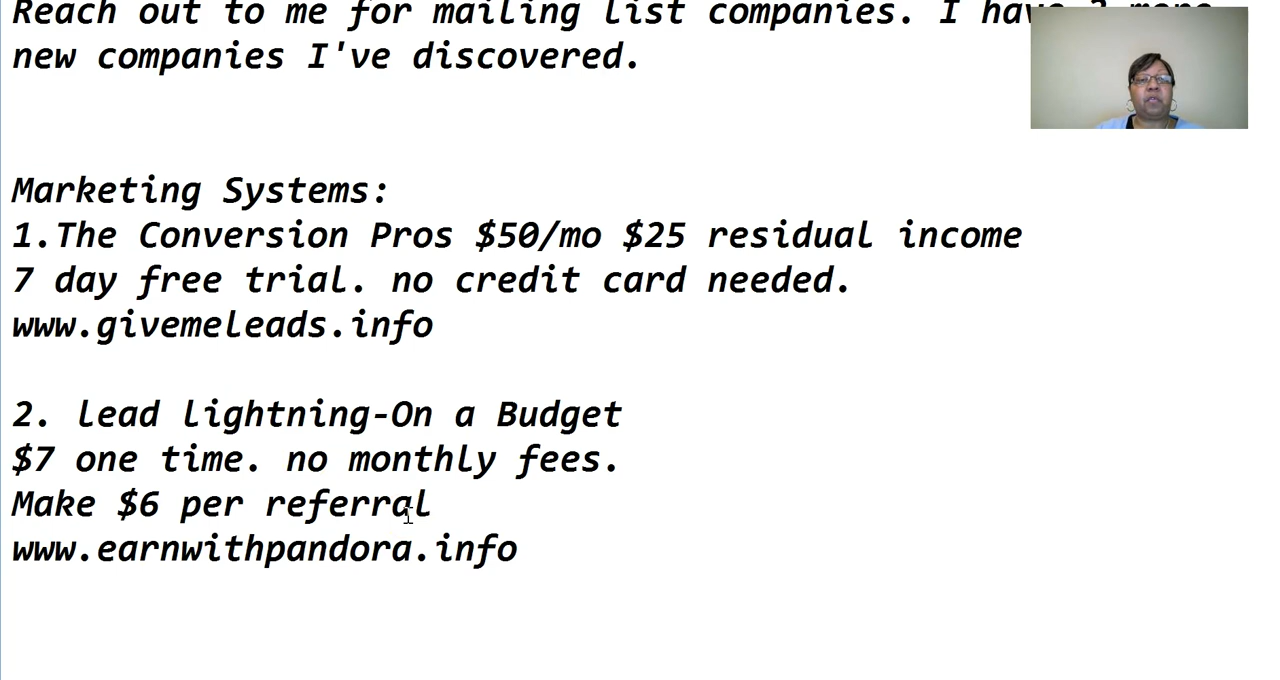 Reach out to me for mailing list companies. I have
new companies I've discovered.
Marketing Systems:
1.The Conversion Pros $50/mo $25 residual income
7 day free trial. no credit card needed.
www.givemeleads.info
2. Lead lightning-On a Budget
$7 one time. no monthly fees.
Make $6 per referral
www.earnwithpandora.info